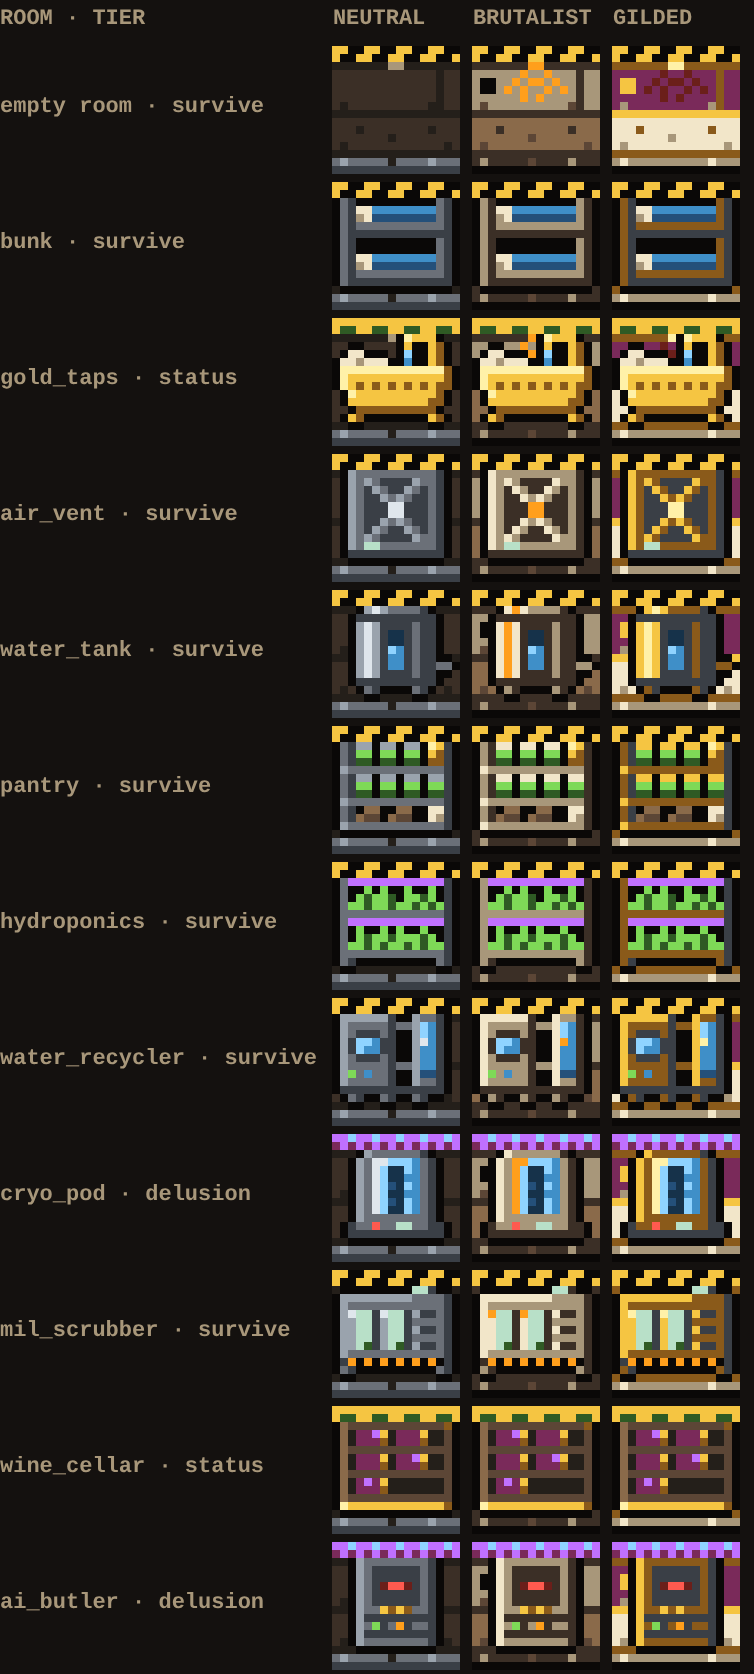 ROOM · TIER NEUTRAL BRUTALIST GILDED
empty room · survive
bunk · survive
gold_taps · status
air_vent · survive
water_tank · survive
pantry · survive
hydroponics · survive
water_recycler · survive
cryo_pod · delusion
mil_scrubber · survive
wine_cellar · status
ai_butler · delusion